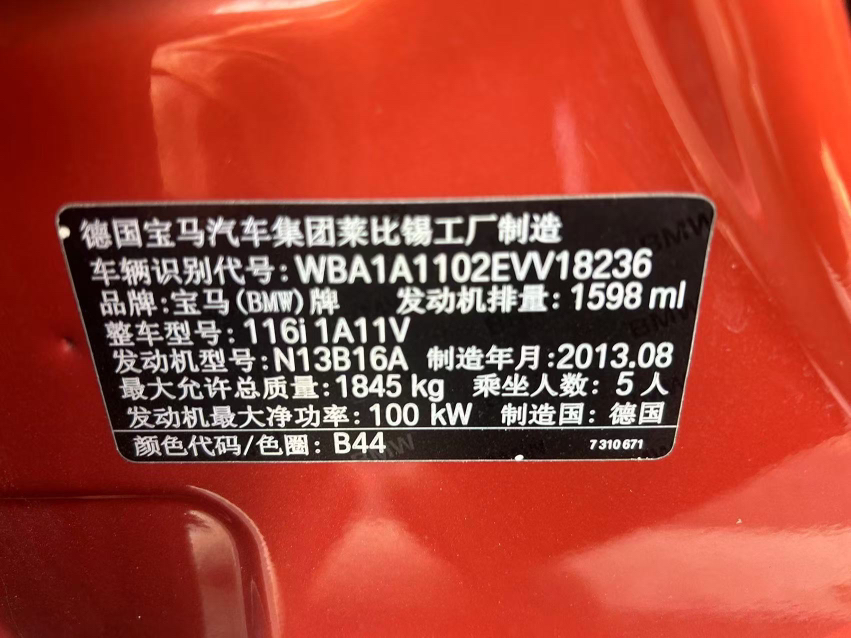 德国宝马汽车集团莱比锡工厂制造
车辆识别代号: WBA1A1102EVV18236
品牌: 宝马(BMW)牌 发动机排量: 1598 ml
整车型号: 116i 1A11V
发动机型号: N13B16A 制造年月: 2013.08
最大允许总质量: 1845 kg 乘坐人数: 5 人
发动机最大净功率: 100 kW 制造国: 德国
颜色代码/色圈: B44 7 310 671